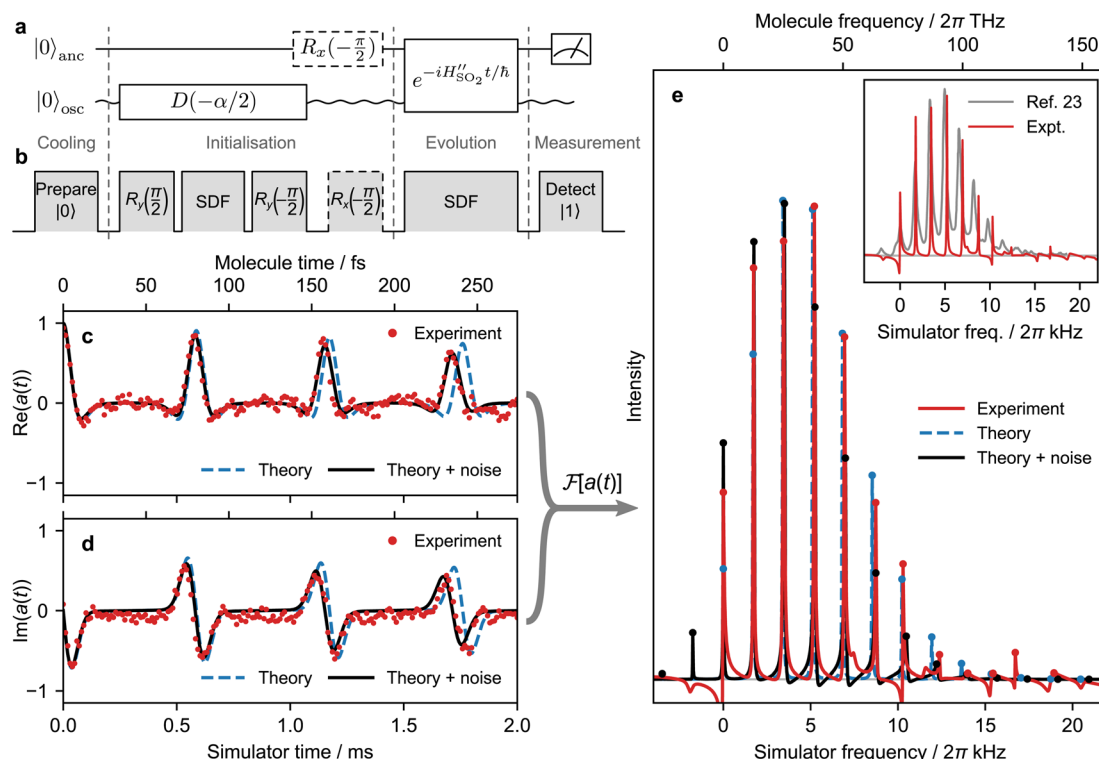 a
|0⟩anc
Rx(−π/2)
e^{−iH″_{SO2}t/ħ}
|0⟩osc
D(−α/2)
Cooling
Initialisation
Evolution
Measurement
b
Prepare
|0⟩
Ry(π/2)
SDF
Ry(−π/2)
Rx(−π/2)
SDF
Detect
|1⟩
Molecule time / fs
0 50 100 150 200 250
c
Experiment
1
0
−1
Re(a(t))
Theory
Theory + noise
d
Experiment
1
0
−1
Im(a(t))
Theory
Theory + noise
0.0 0.5 1.0 1.5 2.0
Simulator time / ms
ℱ[a(t)]
Molecule frequency / 2π THz
0 50 100 150
e
Intensity
Ref. 23
Expt.
0 5 10 15 20
Simulator freq. / 2π kHz
Experiment
Theory
Theory + noise
0 5 10 15 20
Simulator frequency / 2π kHz